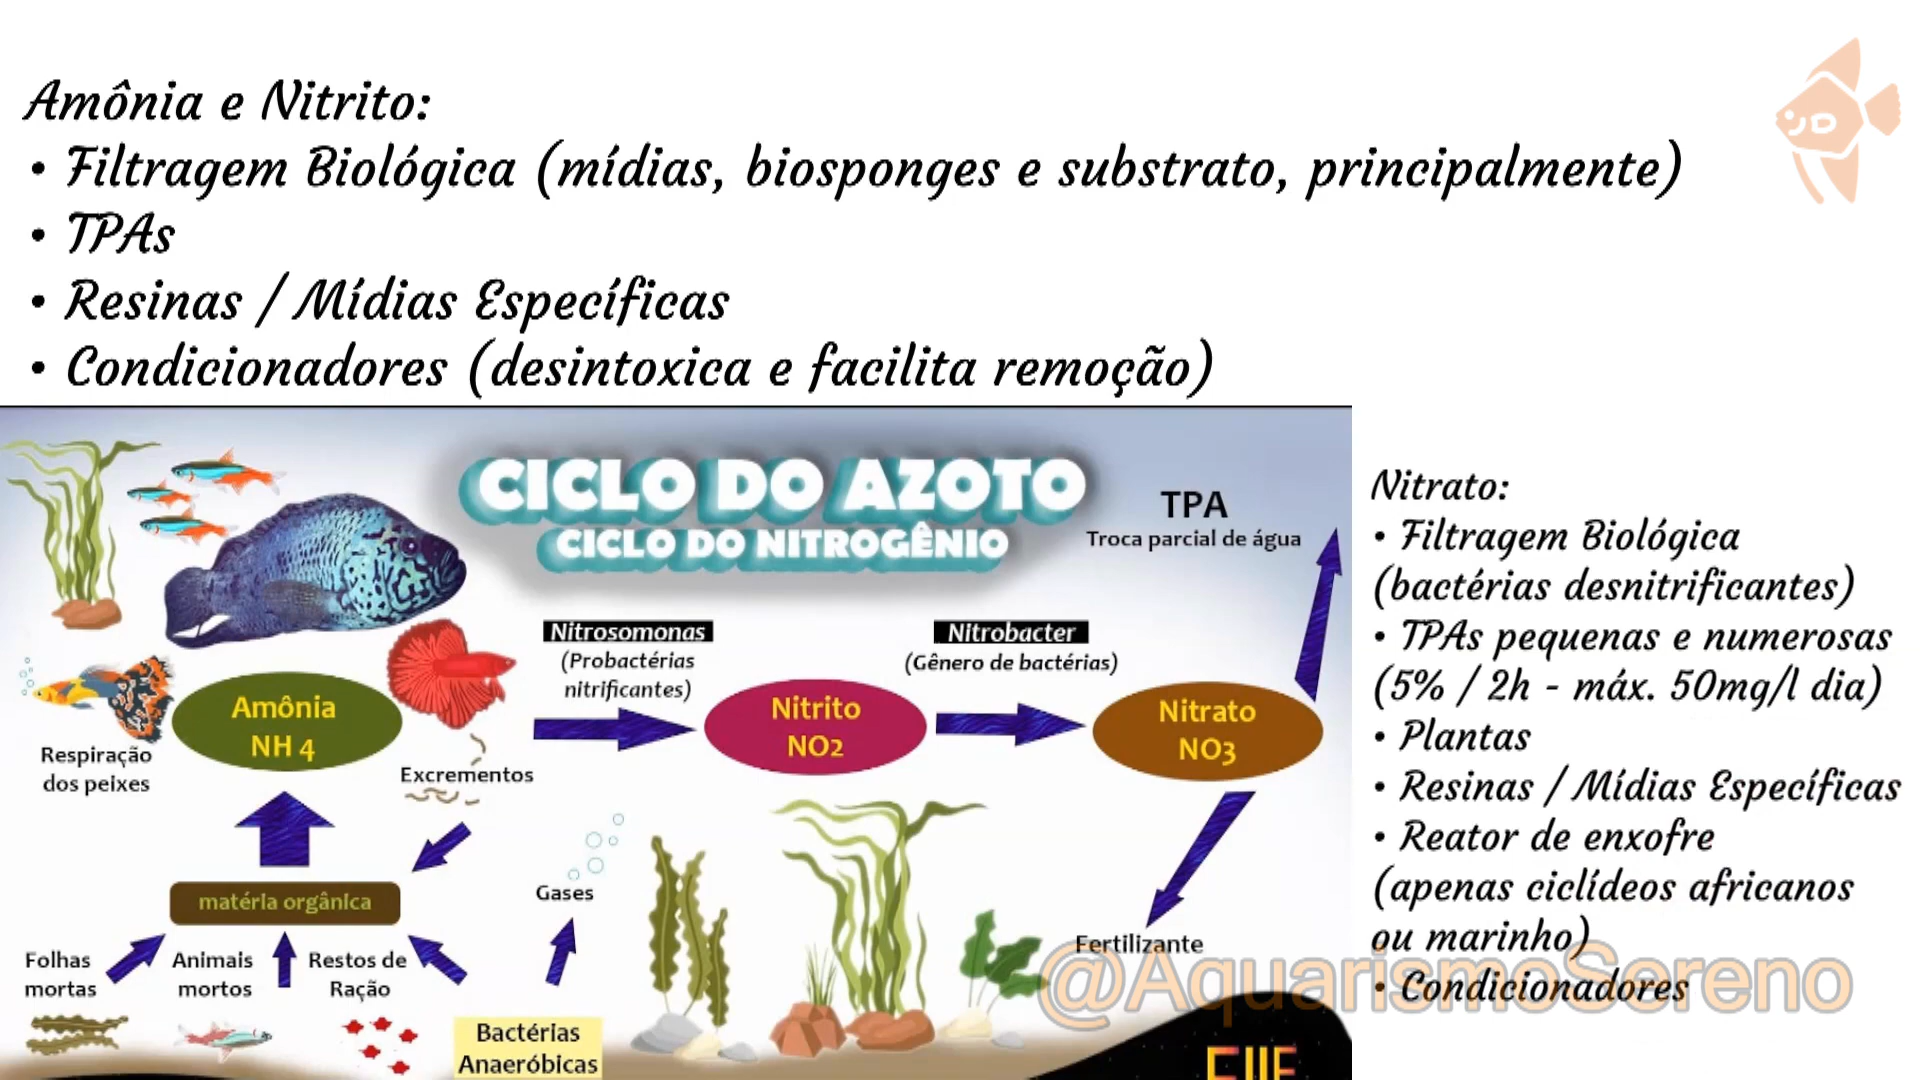 Amônia e Nitrito:
• Filtragem Biológica (mídias, biosponges e substrato, principalmente)
• TPAs
• Resinas / Mídias Específicas
• Condicionadores (desintoxica e facilita remoção)
JD
CICLO DO AZOTO
CICLO DO NITROGÊNIO
TPA
Troca parcial de água
Nitrosomonas
(Probactérias
nitrificantes)
Nitrobacter
(Gênero de bactérias)
Amônia
NH 4
Nitrito
NO2
Nitrato
NO3
Respiração
dos peixes
Excrementos
matéria orgânica
Gases
Fertilizante
Folhas
mortas
Animais
mortos
Restos de
Ração
Bactérias
Anaeróbicas
Nitrato:
• Filtragem Biológica
(bactérias desnitrificantes)
• TPAs pequenas e numerosas
(5% / 2h - máx. 50mg/l dia)
• Plantas
• Resinas / Mídias Específicas
• Reator de enxofre
(apenas ciclídeos africanos
ou marinho)
• Condicionadores
@AquarismoSereno